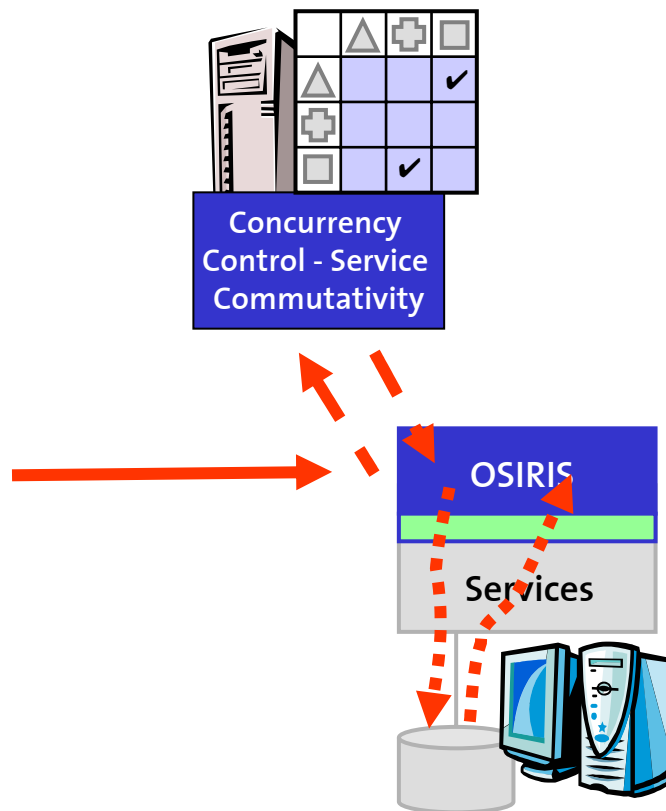 Concurrency
Control - Service
Commutativity
OSIRIS
Services